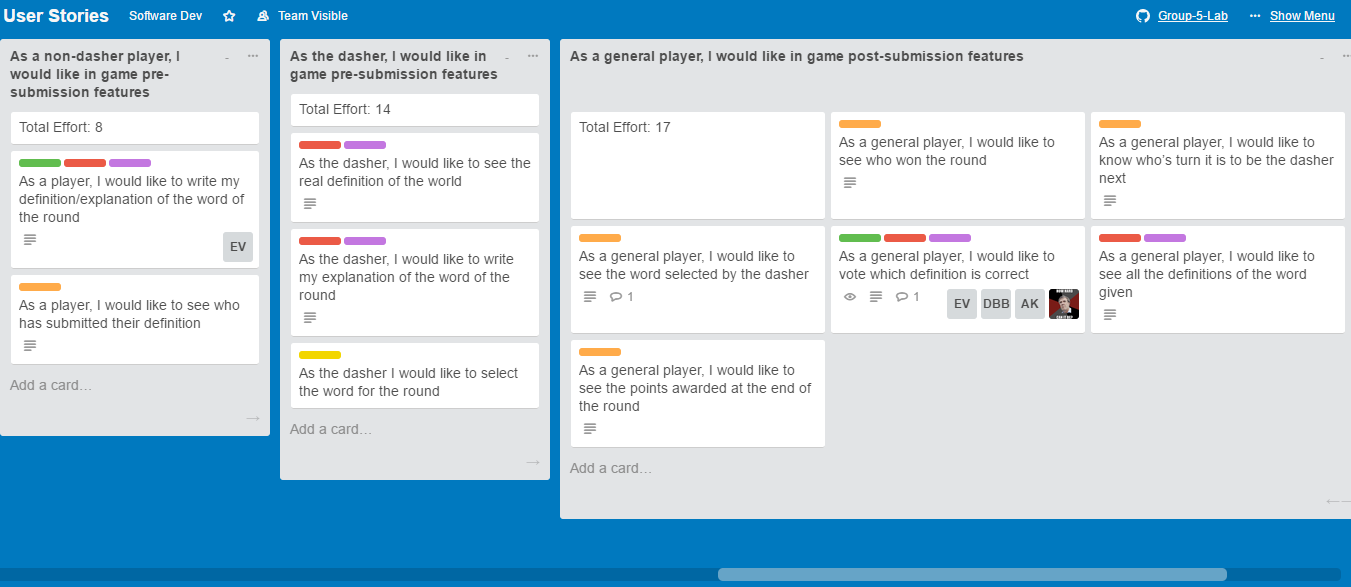 User Stories
Software Dev
Team Visible
Group-5-Lab
Show Menu
As a non-dasher player, I
would like in game pre-
submission features
Total Effort: 8
As a player, I would like to write my
definition/explanation of the word of
the round
EV
As a player, I would like to see who
has submitted their definition
Add a card…
As the dasher, I would like in
game pre-submission features
Total Effort: 14
As the dasher, I would like to see the
real definition of the world
As the dasher, I would like to write
my explanation of the word of the
round
As the dasher I would like to select
the word for the round
Add a card…
As a general player, I would like in game post-submission features
Total Effort: 17
As a general player, I would like to
see who won the round
As a general player, I would like to
know who's turn it is to be the dasher
next
As a general player, I would like to
see the word selected by the dasher
1
As a general player, I would like to
vote which definition is correct
1
EV
DBB
AK
As a general player, I would like to
see all the definitions of the word
given
As a general player, I would like to
see the points awarded at the end of
the round
Add a card…